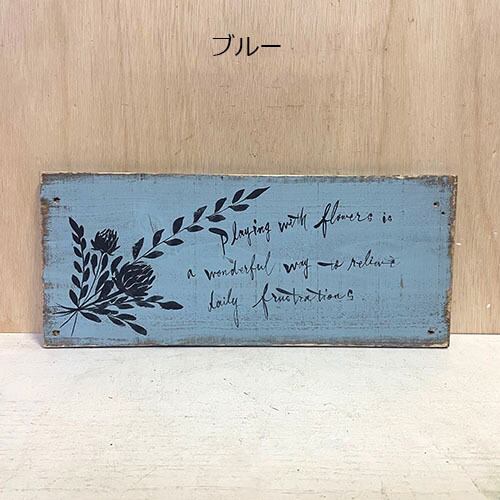 ブルー
Playing with flowers is
a wonderful way to relieve
daily frustrations.